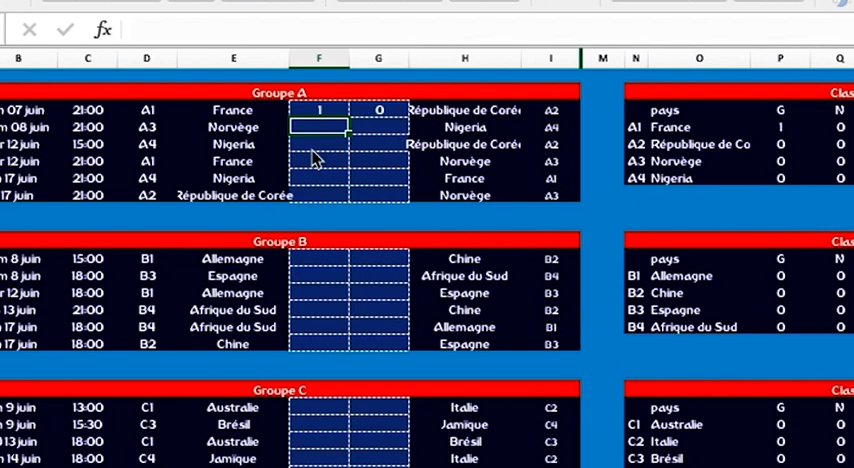 fx
B C D E F G H I M N O P Q
Groupe A Clas
m 07 juin 21:00 A1 France 1 0 République de Corée A2 pays G N
m 08 juin 21:00 A3 Norvège Nigeria A4 A1 France 1 0
r 12 juin 15:00 A4 Nigeria République de Corée A2 A2 République de Co 0 0
r 12 juin 21:00 A1 France Norvège A3 A3 Norvège 0 0
17 juin 21:00 A4 Nigeria France A1 A4 Nigeria 0 0
17 juin 21:00 A2 République de Corée Norvège A3
Groupe B Clas
m 8 juin 15:00 B1 Allemagne Chine B2 pays G N
m 8 juin 18:00 B3 Espagne Afrique du Sud B4 B1 Allemagne 0 0
r 12 juin 18:00 B1 Allemagne Espagne B3 B2 Chine 0 0
13 juin 21:00 B4 Afrique du Sud Chine B2 B3 Espagne 0 0
17 juin 18:00 B4 Afrique du Sud Allemagne B1 B4 Afrique du Sud 0 0
17 juin 18:00 B2 Chine Espagne B3
Groupe C Clas
m 9 juin 13:00 C1 Australie Italie C2 pays G N
m 9 juin 15:30 C3 Brésil Jamïque C4 C1 Australie 0 0
13 juin 18:00 C1 Australie Brésil C3 C2 Italie 0 0
14 juin 18:00 C4 Jamïque Italie C2 C3 Brésil 0 0